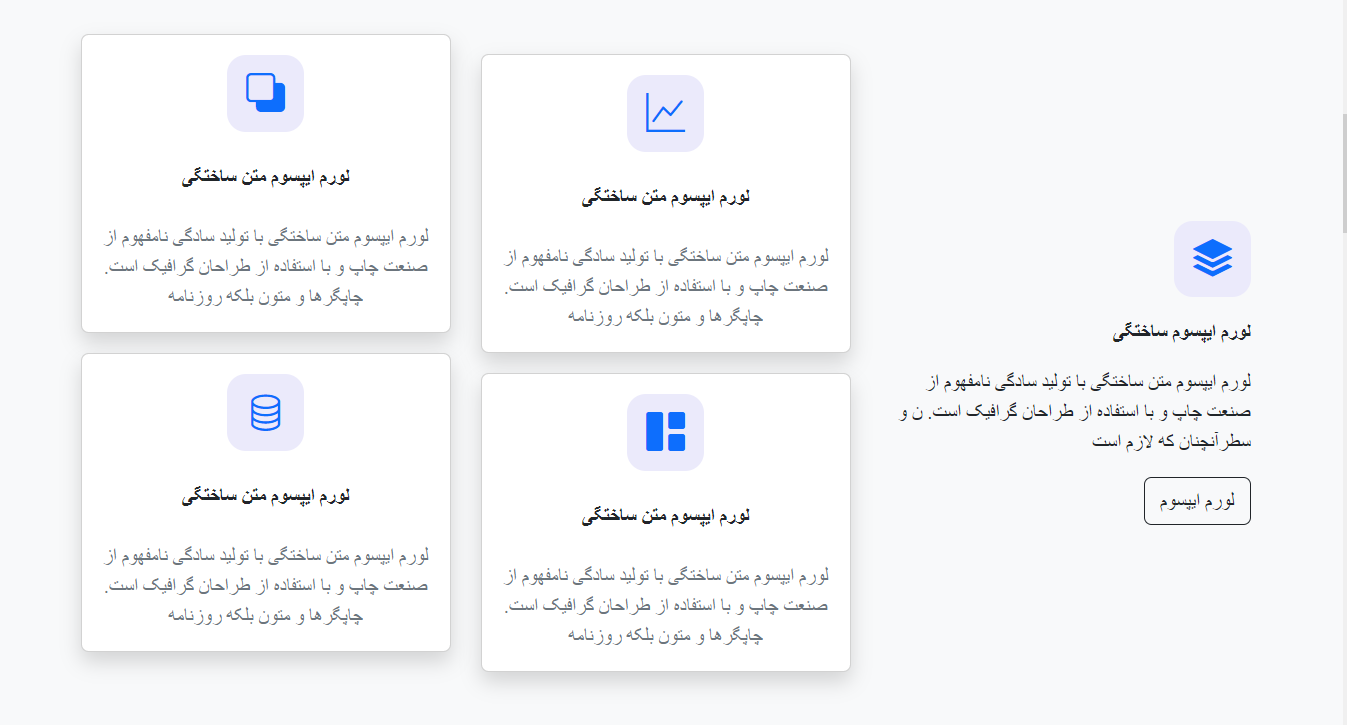 لورم ایپسوم ساختگی
لورم ایپسوم متن ساختگی با تولید سادگی نامفهوم از
صنعت چاپ و با استفاده از طراحان گرافیک است. ن و
سطرآنچنان که لازم است
لورم ایپسوم
لورم ایپسوم متن ساختگی
لورم ایپسوم متن ساختگی با تولید سادگی نامفهوم از
صنعت چاپ و با استفاده از طراحان گرافیک است.
چاپگرها و متون بلکه روزنامه
لورم ایپسوم متن ساختگی
لورم ایپسوم متن ساختگی با تولید سادگی نامفهوم از
صنعت چاپ و با استفاده از طراحان گرافیک است.
چاپگرها و متون بلکه روزنامه
لورم ایپسوم متن ساختگی
لورم ایپسوم متن ساختگی با تولید سادگی نامفهوم از
صنعت چاپ و با استفاده از طراحان گرافیک است.
چاپگرها و متون بلکه روزنامه
لورم ایپسوم متن ساختگی
لورم ایپسوم متن ساختگی با تولید سادگی نامفهوم از
صنعت چاپ و با استفاده از طراحان گرافیک است.
چاپگرها و متون بلکه روزنامه